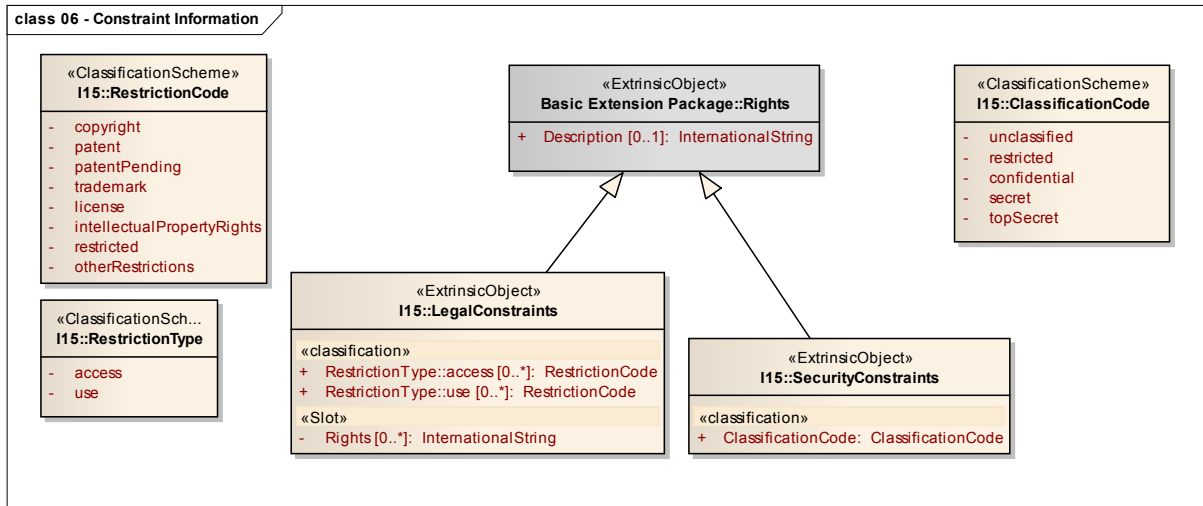 class 06 - Constraint Information
«ClassificationScheme»
I15::RestrictionCode
- copyright
- patent
- patentPending
- trademark
- license
- intellectualPropertyRights
- restricted
- otherRestrictions
«ClassificationSch...
I15::RestrictionType
- access
- use
«ExtrinsicObject»
Basic Extension Package::Rights
+ Description [0..1]: InternationalString
«ExtrinsicObject»
I15::LegalConstraints
«classification»
+ RestrictionType::access [0..*]: RestrictionCode
+ RestrictionType::use [0..*]: RestrictionCode
«Slot»
- Rights [0..*]: InternationalString
«ExtrinsicObject»
I15::SecurityConstraints
«classification»
+ ClassificationCode: ClassificationCode
«ClassificationScheme»
I15::ClassificationCode
- unclassified
- restricted
- confidential
- secret
- topSecret